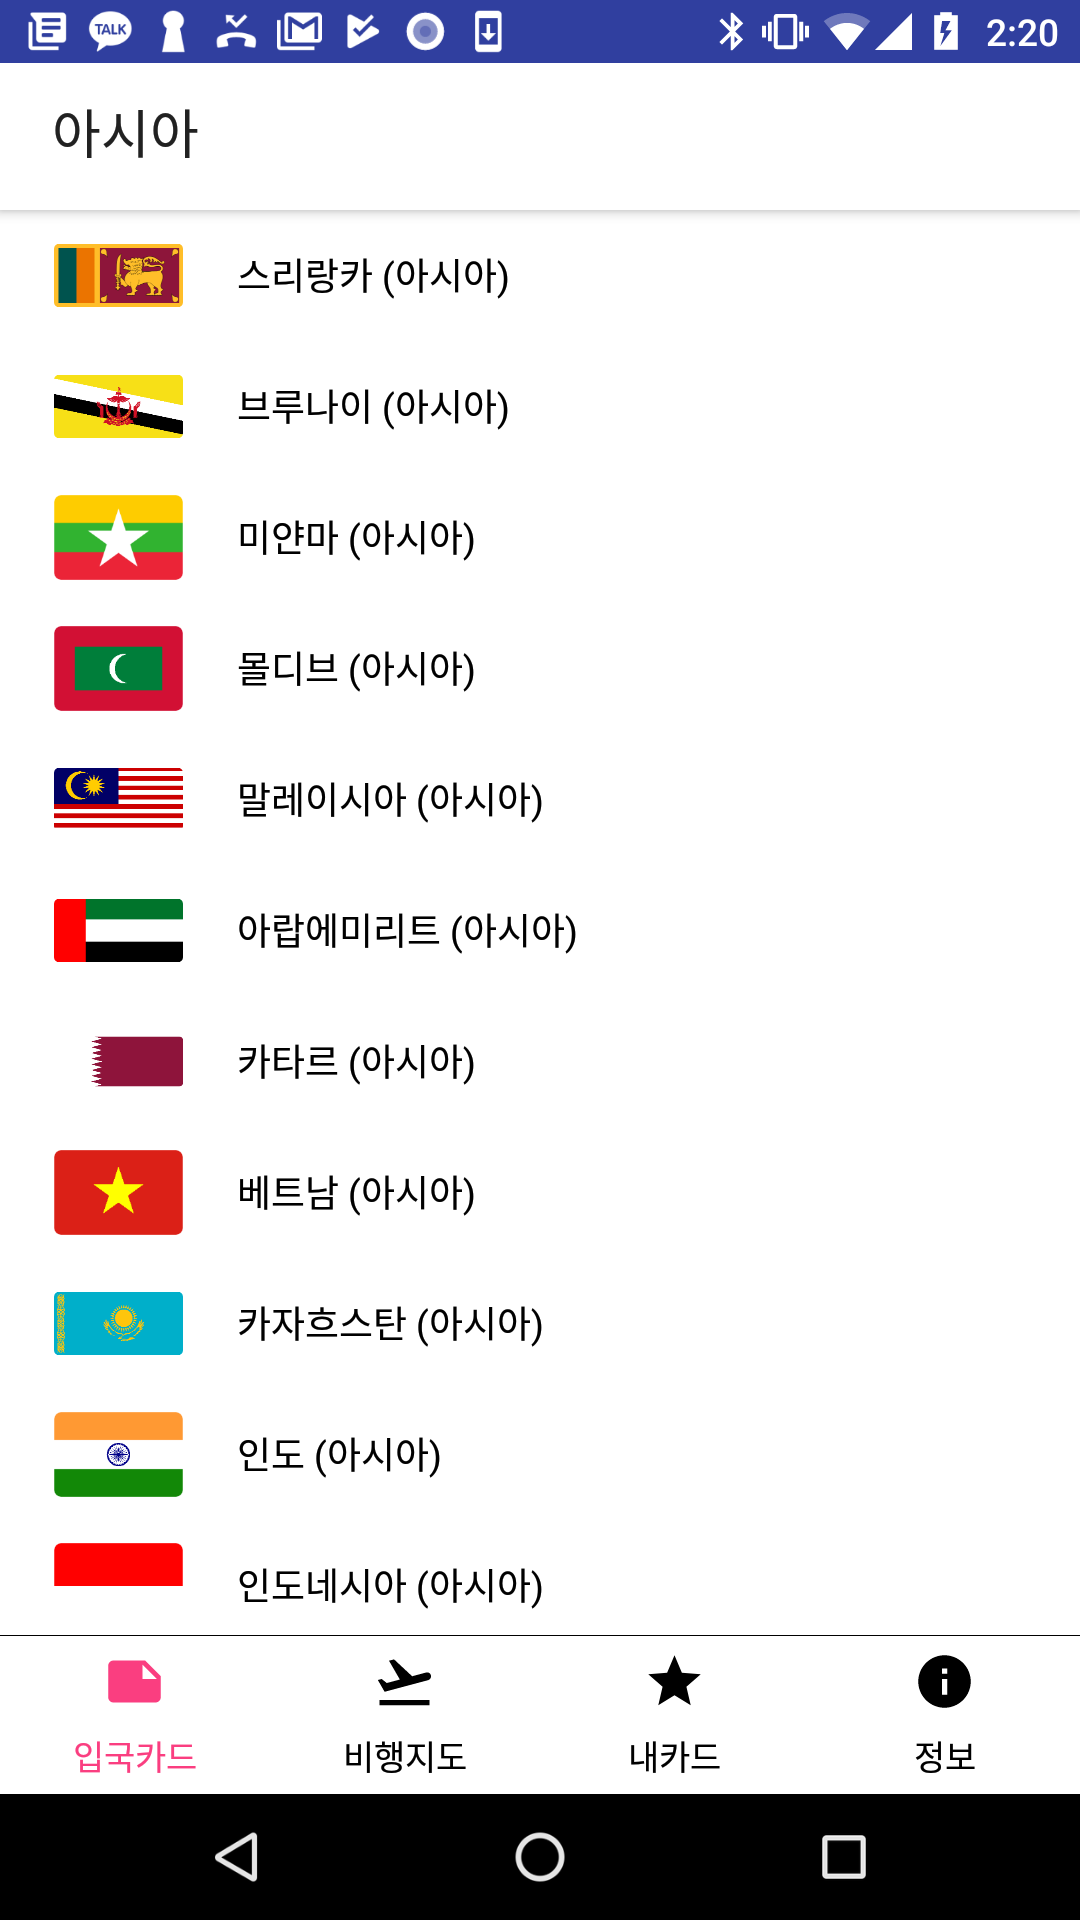 TALK
2:20
아시아
스리랑카 (아시아)
브루나이 (아시아)
미얀마 (아시아)
몰디브 (아시아)
말레이시아 (아시아)
아랍에미리트 (아시아)
카타르 (아시아)
베트남 (아시아)
카자흐스탄 (아시아)
인도 (아시아)
인도네시아 (아시아)
입국카드 비행지도 내카드 정보